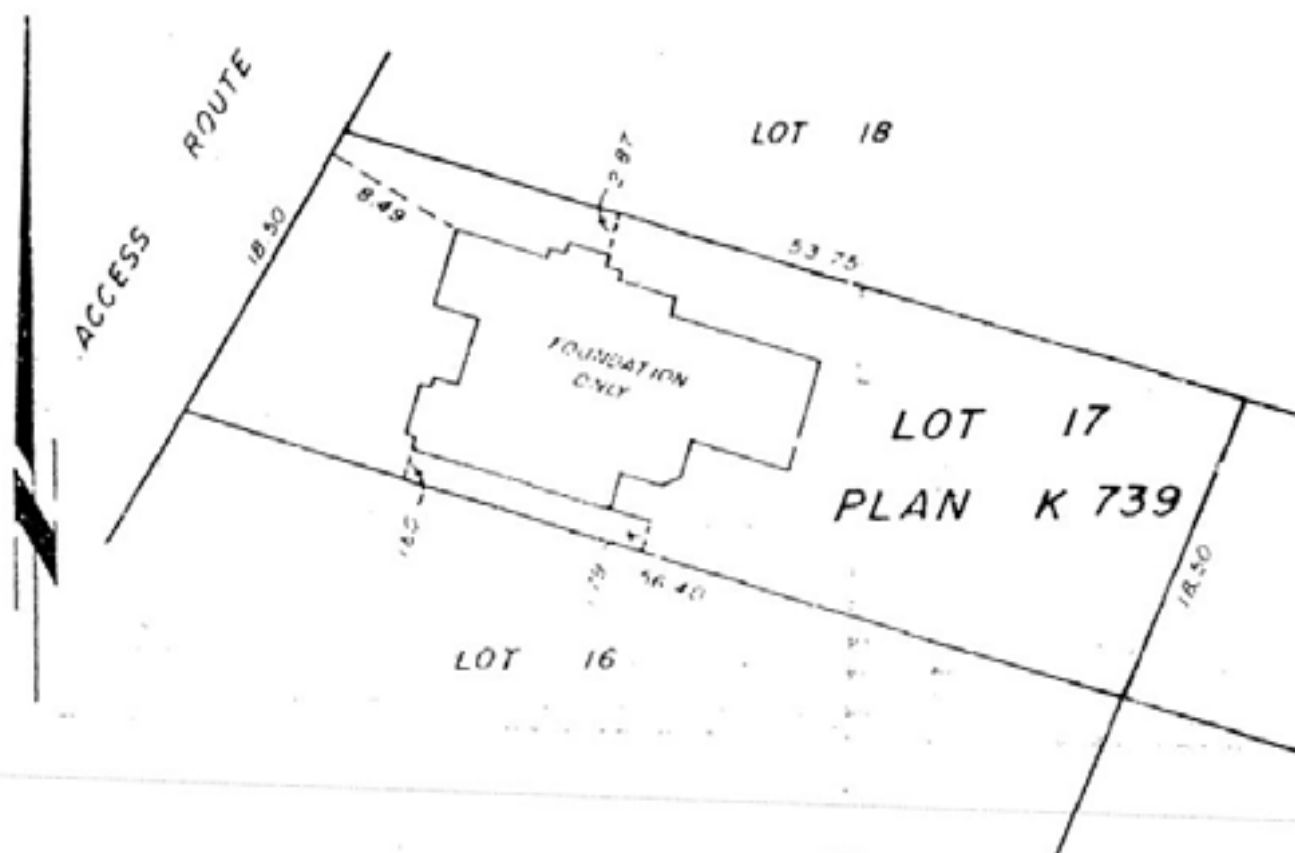 ACCESS ROUTE
LOT 18
2.87
8.49
18.50
53.75
FOUNDATION
ONLY
LOT 17
PLAN K 739
56.40
18.50
LOT 16